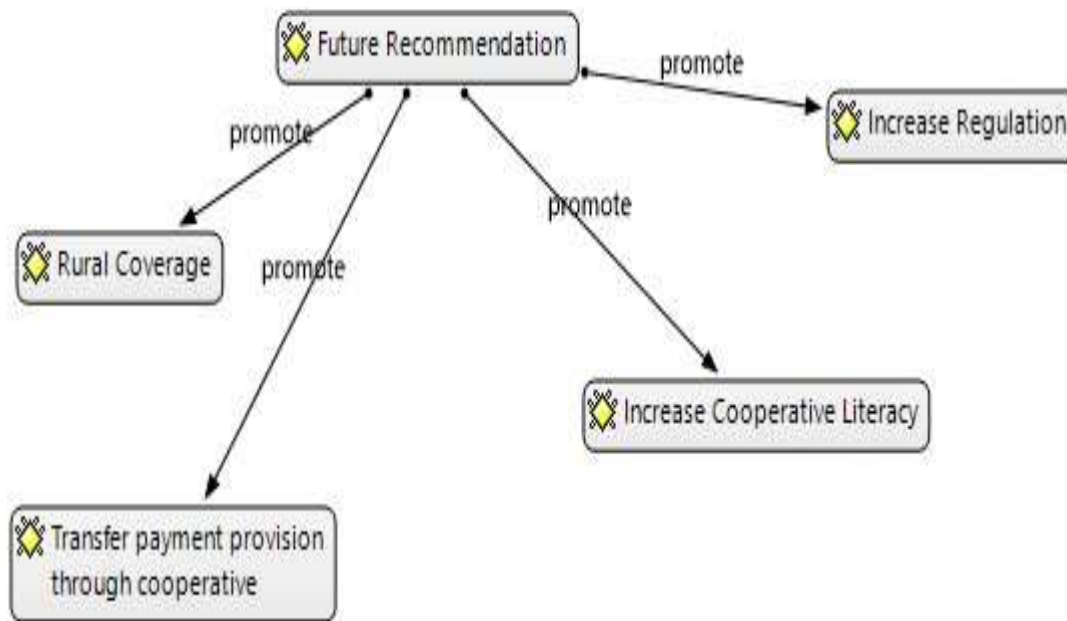 Future Recommendation
promote
Increase Regulation
promote
promote
Rural Coverage
promote
Increase Cooperative Literacy
Transfer payment provision
through cooperative